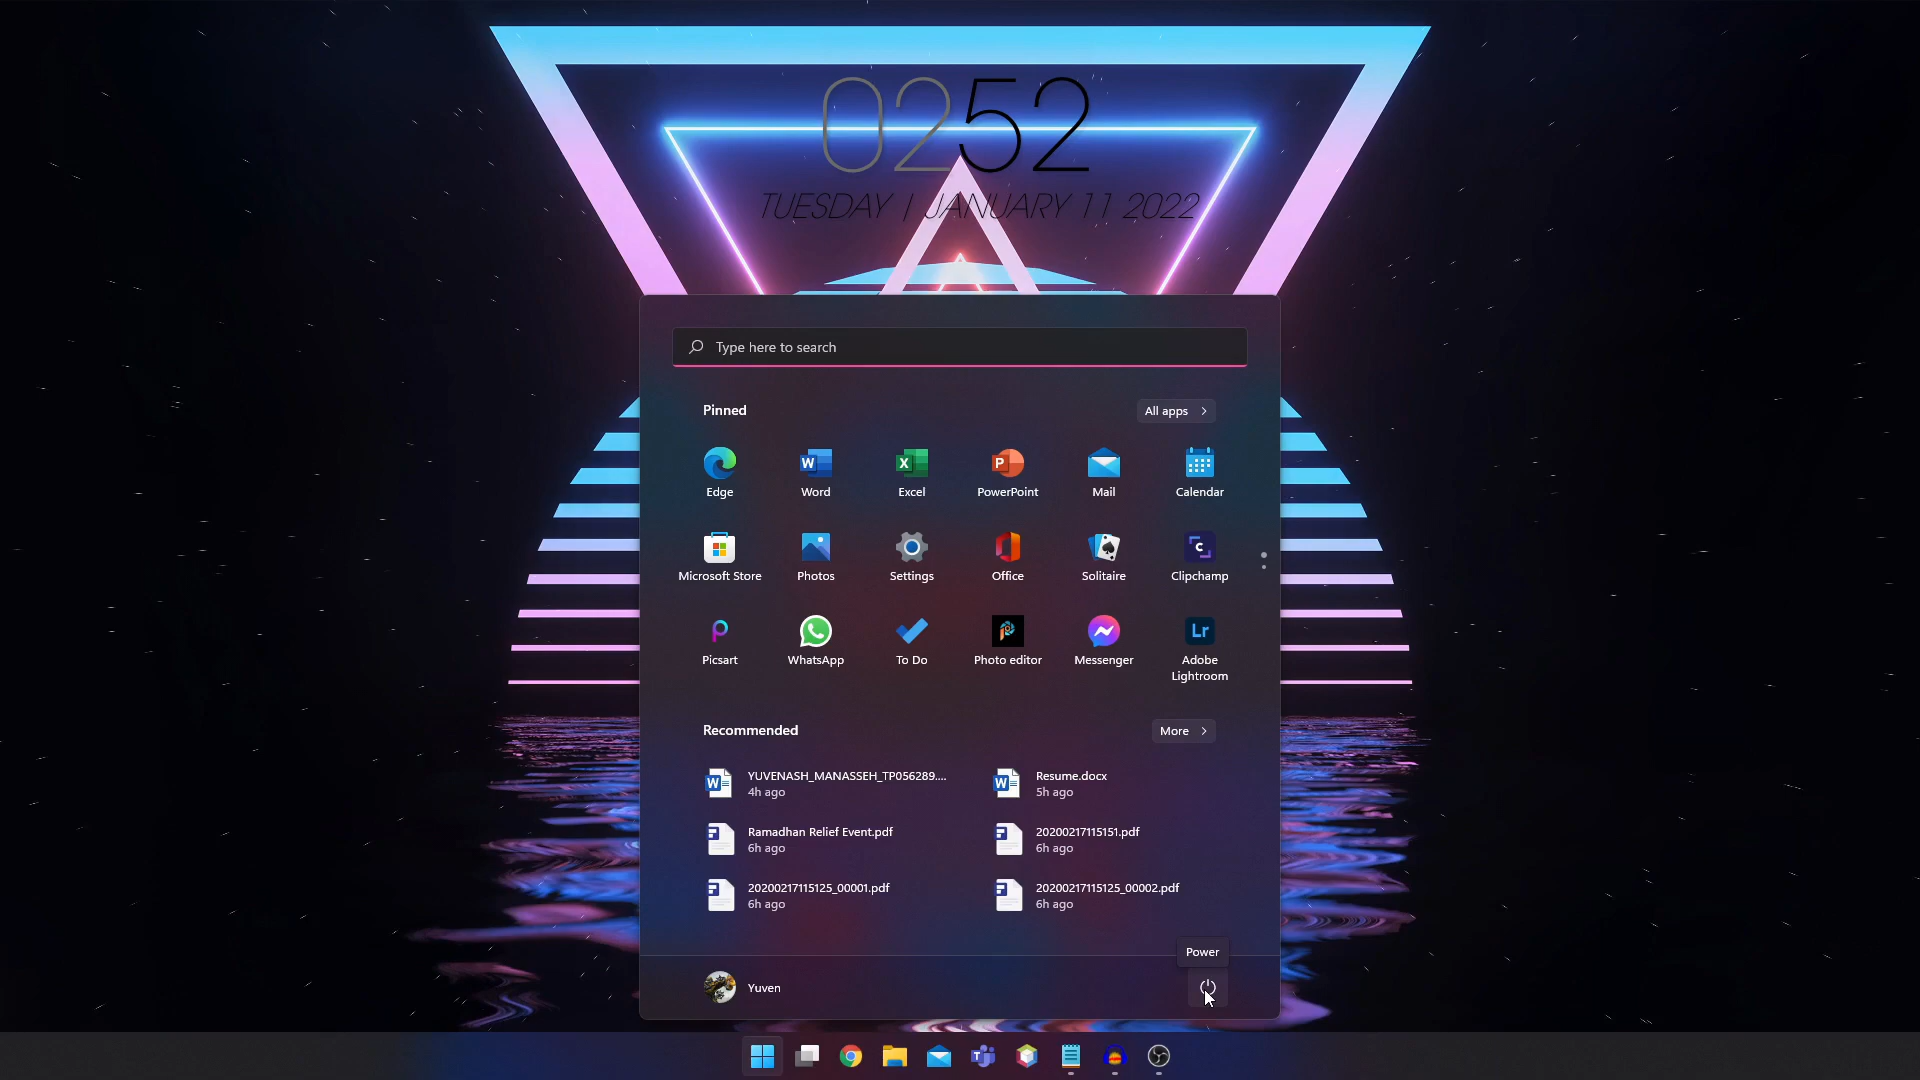 0252
TUESDAY | JANUARY 11 2022
Type here to search
Pinned
All apps
Edge
Word
Excel
PowerPoint
Mail
Calendar
Microsoft Store
Photos
Settings
Office
Solitaire
Clipchamp
Picsart
WhatsApp
To Do
Photo editor
Messenger
Lr
Adobe
Lightroom
Recommended
More
YUVENASH_MANASSEH_TP056289....
4h ago
Resume.docx
5h ago
Ramadhan Relief Event.pdf
6h ago
20200217115151.pdf
6h ago
20200217115125_00001.pdf
6h ago
20200217115125_00002.pdf
6h ago
Power
Yuven